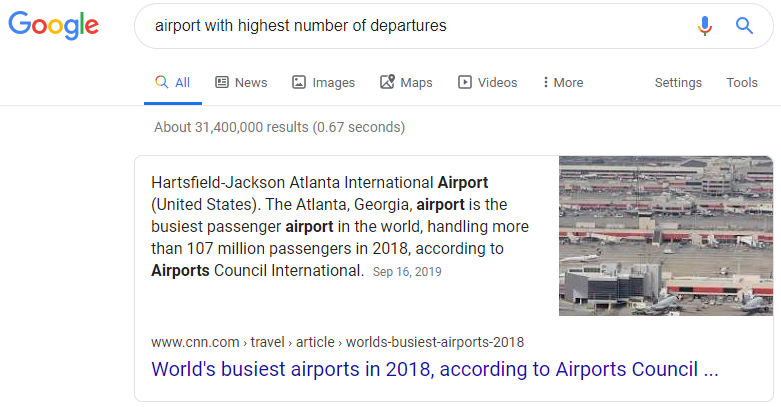 Google
airport with highest number of departures
All News Images Maps Videos More Settings Tools
About 31,400,000 results (0.67 seconds)
Hartsfield-Jackson Atlanta International Airport
(United States). The Atlanta, Georgia, airport is the
busiest passenger airport in the world, handling more
than 107 million passengers in 2018, according to
Airports Council International. Sep 16, 2019
www.cnn.com › travel › article › worlds-busiest-airports-2018
World's busiest airports in 2018, according to Airports Council ...